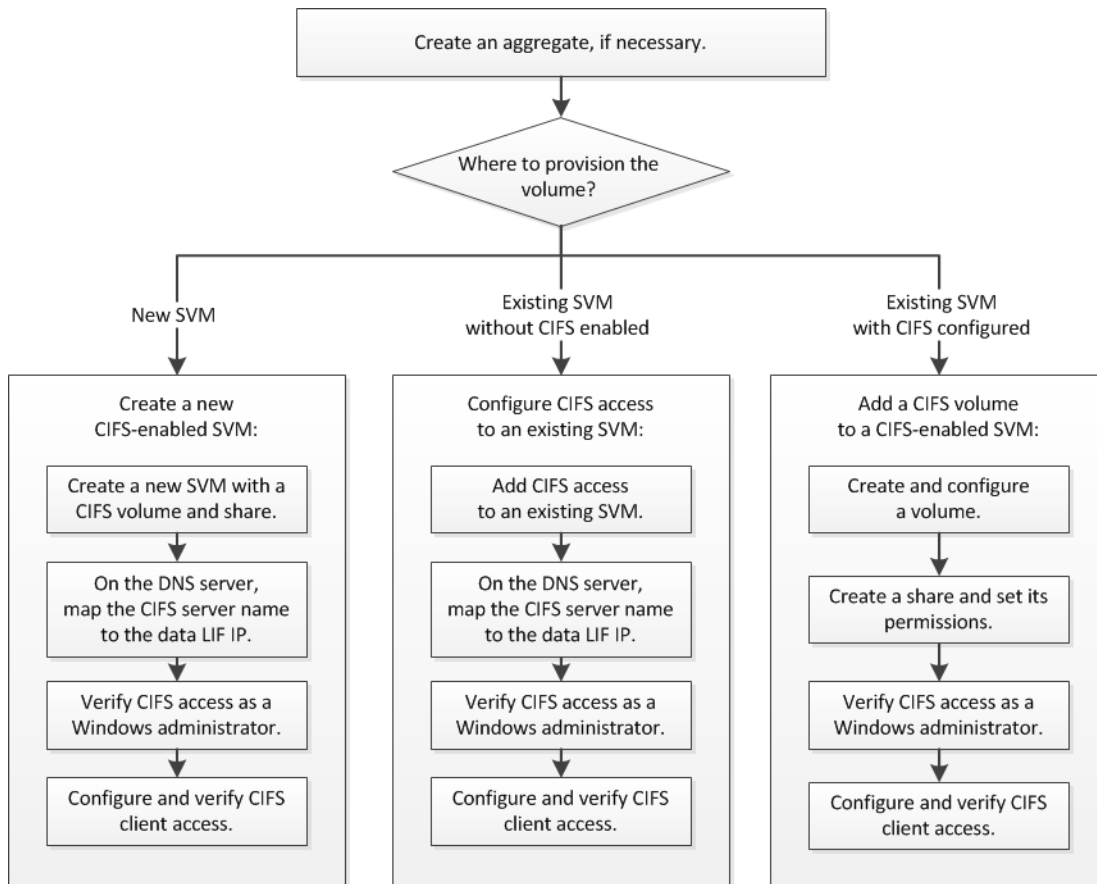 Create an aggregate, if necessary.
Where to provision the
volume?
New SVM
Existing SVM
without CIFS enabled
Existing SVM
with CIFS configured
Create a new
CIFS-enabled SVM:
Create a new SVM with a
CIFS volume and share.
On the DNS server,
map the CIFS server name
to the data LIF IP.
Verify CIFS access as a
Windows administrator.
Configure and verify CIFS
client access.
Configure CIFS access
to an existing SVM:
Add CIFS access
to an existing SVM.
On the DNS server,
map the CIFS server name
to the data LIF IP.
Verify CIFS access as a
Windows administrator.
Configure and verify CIFS
client access.
Add a CIFS volume
to a CIFS-enabled SVM:
Create and configure
a volume.
Create a share and set its
permissions.
Verify CIFS access as a
Windows administrator.
Configure and verify CIFS
client access.